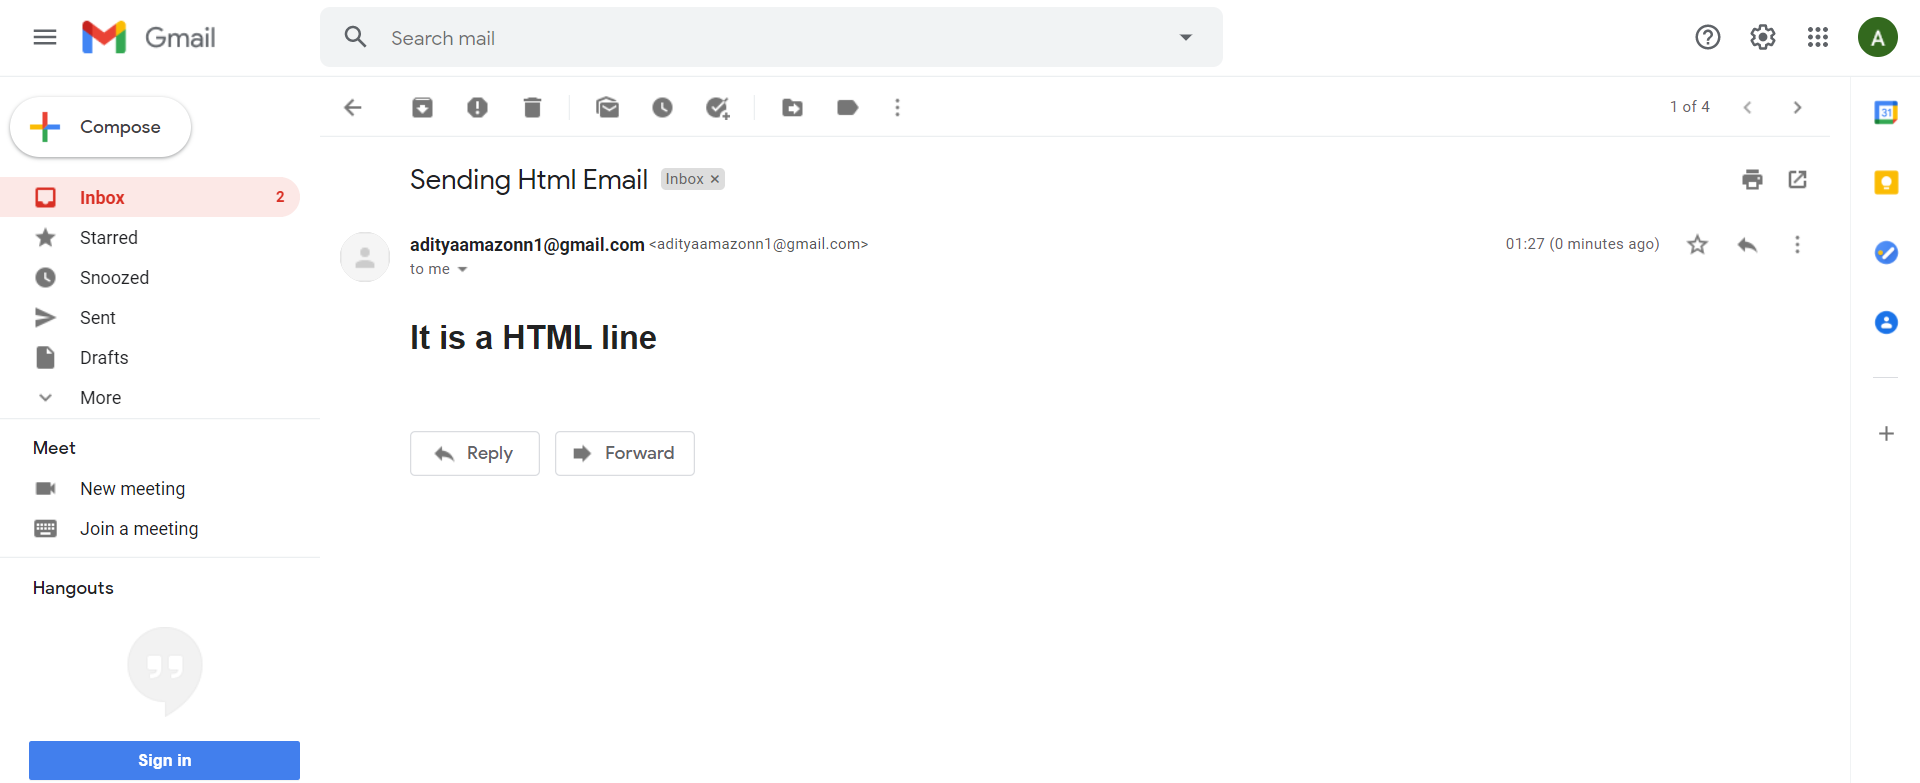 Gmail
Search mail
A
Compose
1 of 4
31
Inbox 2
Starred
Snoozed
Sent
Drafts
More
Sending Html Email Inbox ×
adityaamazonn1@gmail.com <adityaamazonn1@gmail.com> 01:27 (0 minutes ago)
to me
It is a HTML line
Reply Forward
Meet
New meeting
Join a meeting
Hangouts
Sign in